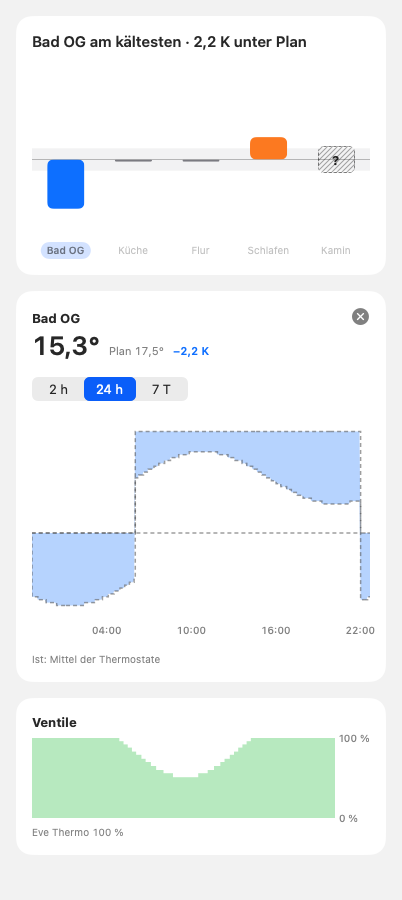 Bad OG am kältesten · 2,2 K unter Plan
?
Bad OG Küche Flur Schlafen Kamin
Bad OG
15,3° Plan 17,5° −2,2 K
2 h 24 h 7 T
04:00 10:00 16:00 22:00
Ist: Mittel der Thermostate
Ventile
100 %
0 %
Eve Thermo 100 %